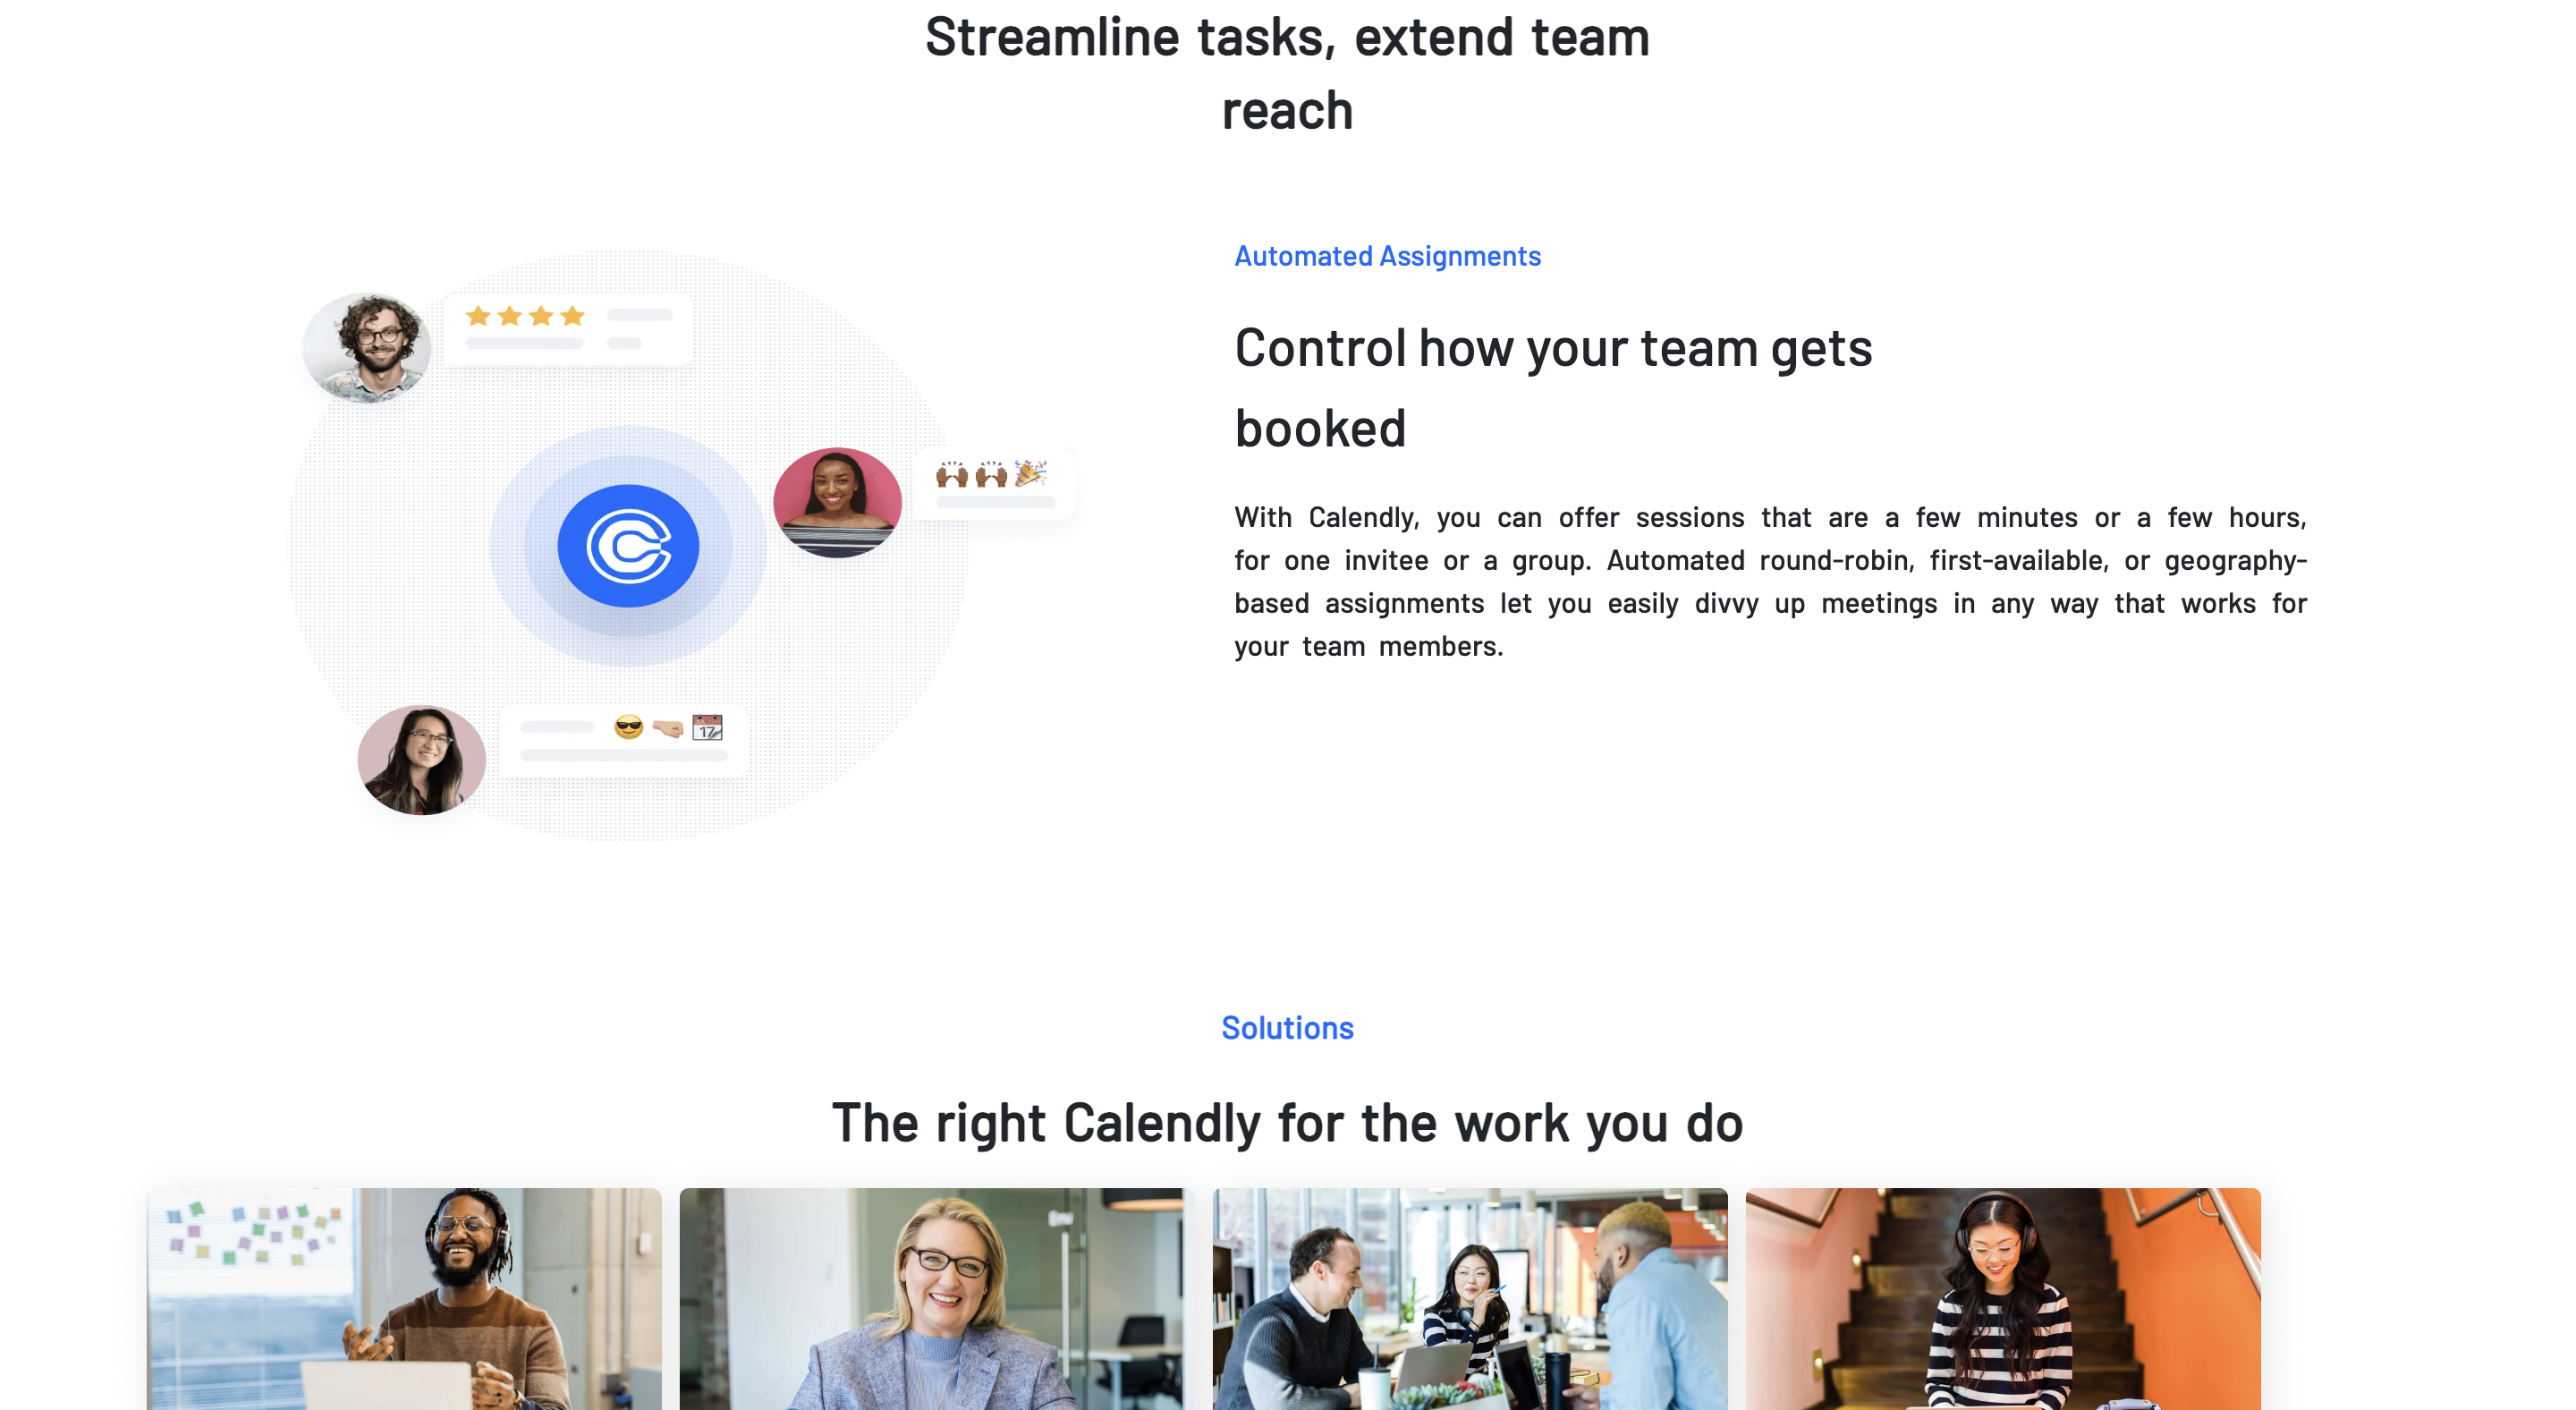 Streamline tasks, extend team
reach
Automated Assignments
Control how your team gets
booked
With Calendly, you can offer sessions that are a few minutes or a few hours,
for one invitee or a group. Automated round-robin, first-available, or geography-
based assignments let you easily divvy up meetings in any way that works for
your team members.
17
Solutions
The right Calendly for the work you do